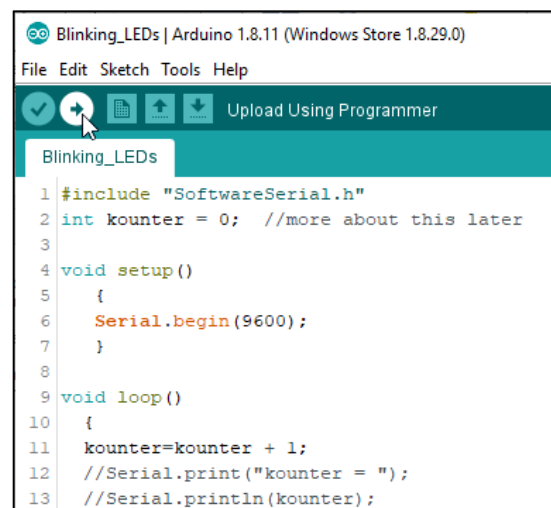 Blinking_LEDs | Arduino 1.8.11 (Windows Store 1.8.29.0)
File Edit Sketch Tools Help
Upload Using Programmer
Blinking_LEDs
1 #include "SoftwareSerial.h"
2 int kounter = 0;  //more about this later
3
4 void setup()
5    {
6    Serial.begin(9600);
7    }
8
9 void loop()
10   {
11   kounter=kounter + 1;
12   //Serial.print("kounter = ");
13   //Serial.println(kounter);